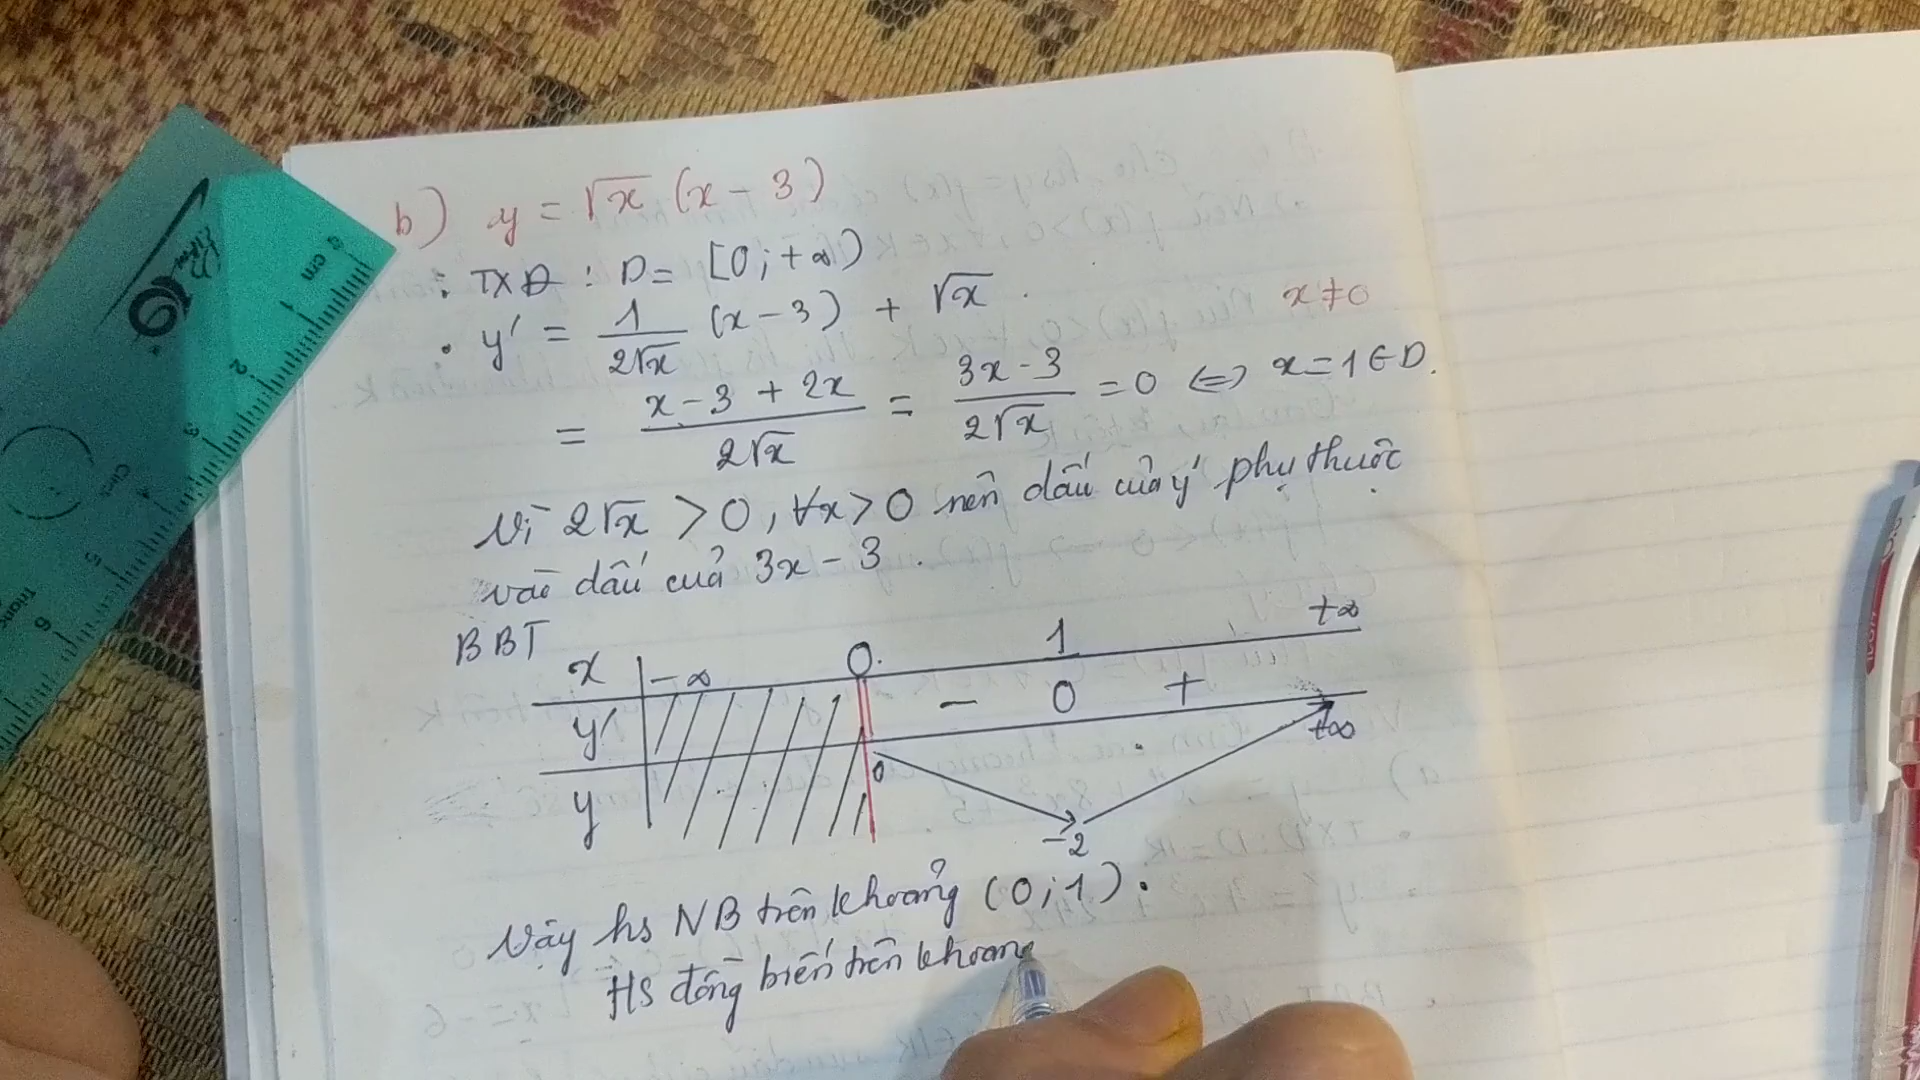 b) y = √x (x - 3)
: TXĐ : D = [0; +∞)
• y' = 1/(2√x) (x - 3) + √x . x ≠ 0
= (x - 3 + 2x)/(2√x) = (3x - 3)/(2√x) = 0 ⇔ x = 1 ∈ D.
Vì 2√x > 0, ∀x > 0 nên dấu của y' phụ thuộc
vào dấu của 3x - 3 .
BBT
x -∞ 0 1 +∞
y' - 0 +
y 0 -2 +∞
Vậy hs NB trên khoảng (0; 1).
HS đồng biến trên khoan